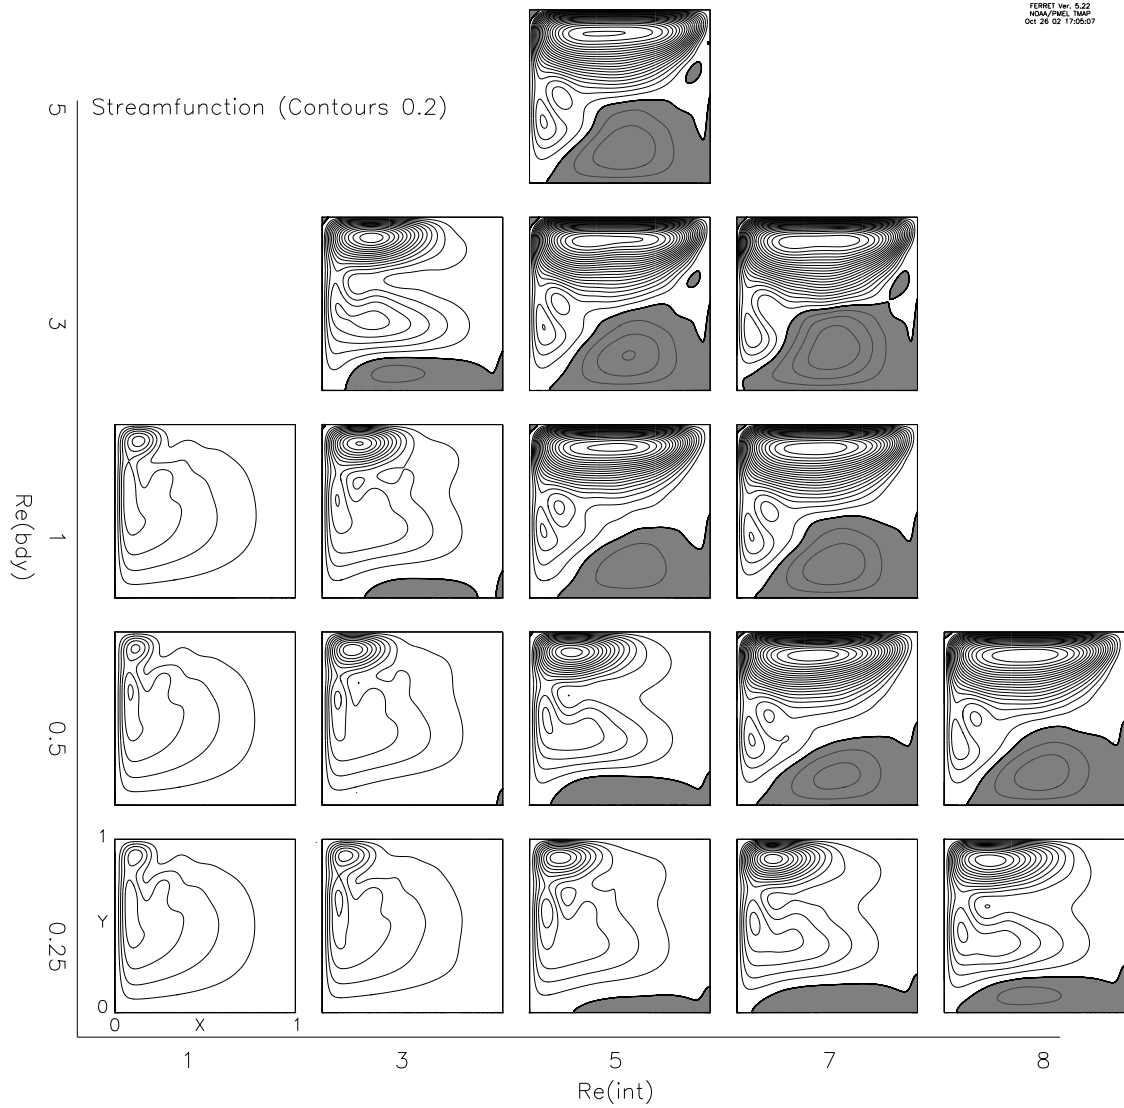 FERRET Ver. 5.22
NOAA/PMEL TMAP
Oct 26 02 17:05:07
Streamfunction (Contours 0.2)
5
3
1
0.5
0.25
Re(bdy)
1
Y
0
0
X
1
1
3
5
7
8
Re(int)